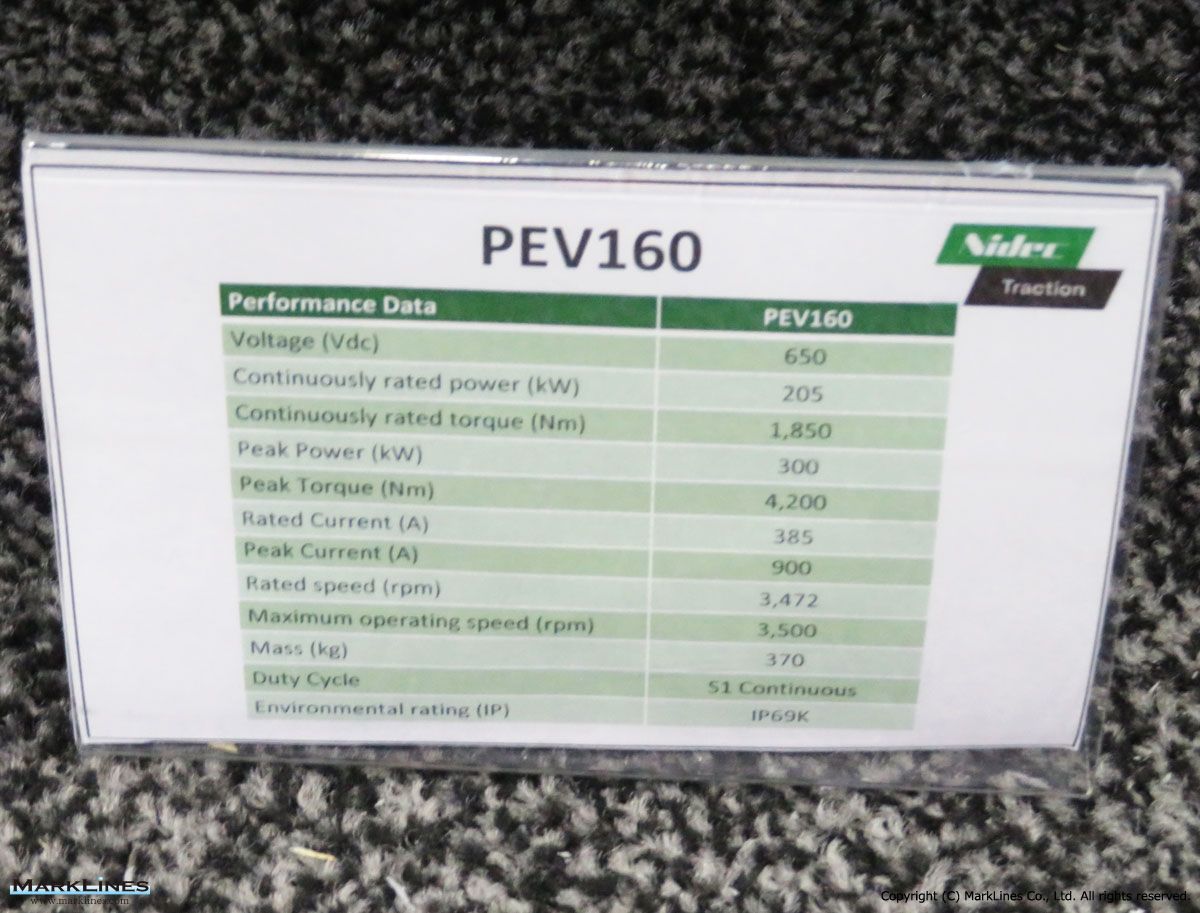 PEV160
Nidec
Traction
Performance Data PEV160
Voltage (Vdc) 650
Continuously rated power (kW) 205
Continuously rated torque (Nm) 1,850
Peak Power (kW) 300
Peak Torque (Nm) 4,200
Rated Current (A) 385
Peak Current (A) 900
Rated speed (rpm) 3,472
Maximum operating speed (rpm) 3,500
Mass (kg) 370
Duty Cycle S1 Continuous
Environmental rating (IP) IP69K
MARKLINES
www.marklines.com
Copyright (C) MarkLines Co., Ltd. All rights reserved.